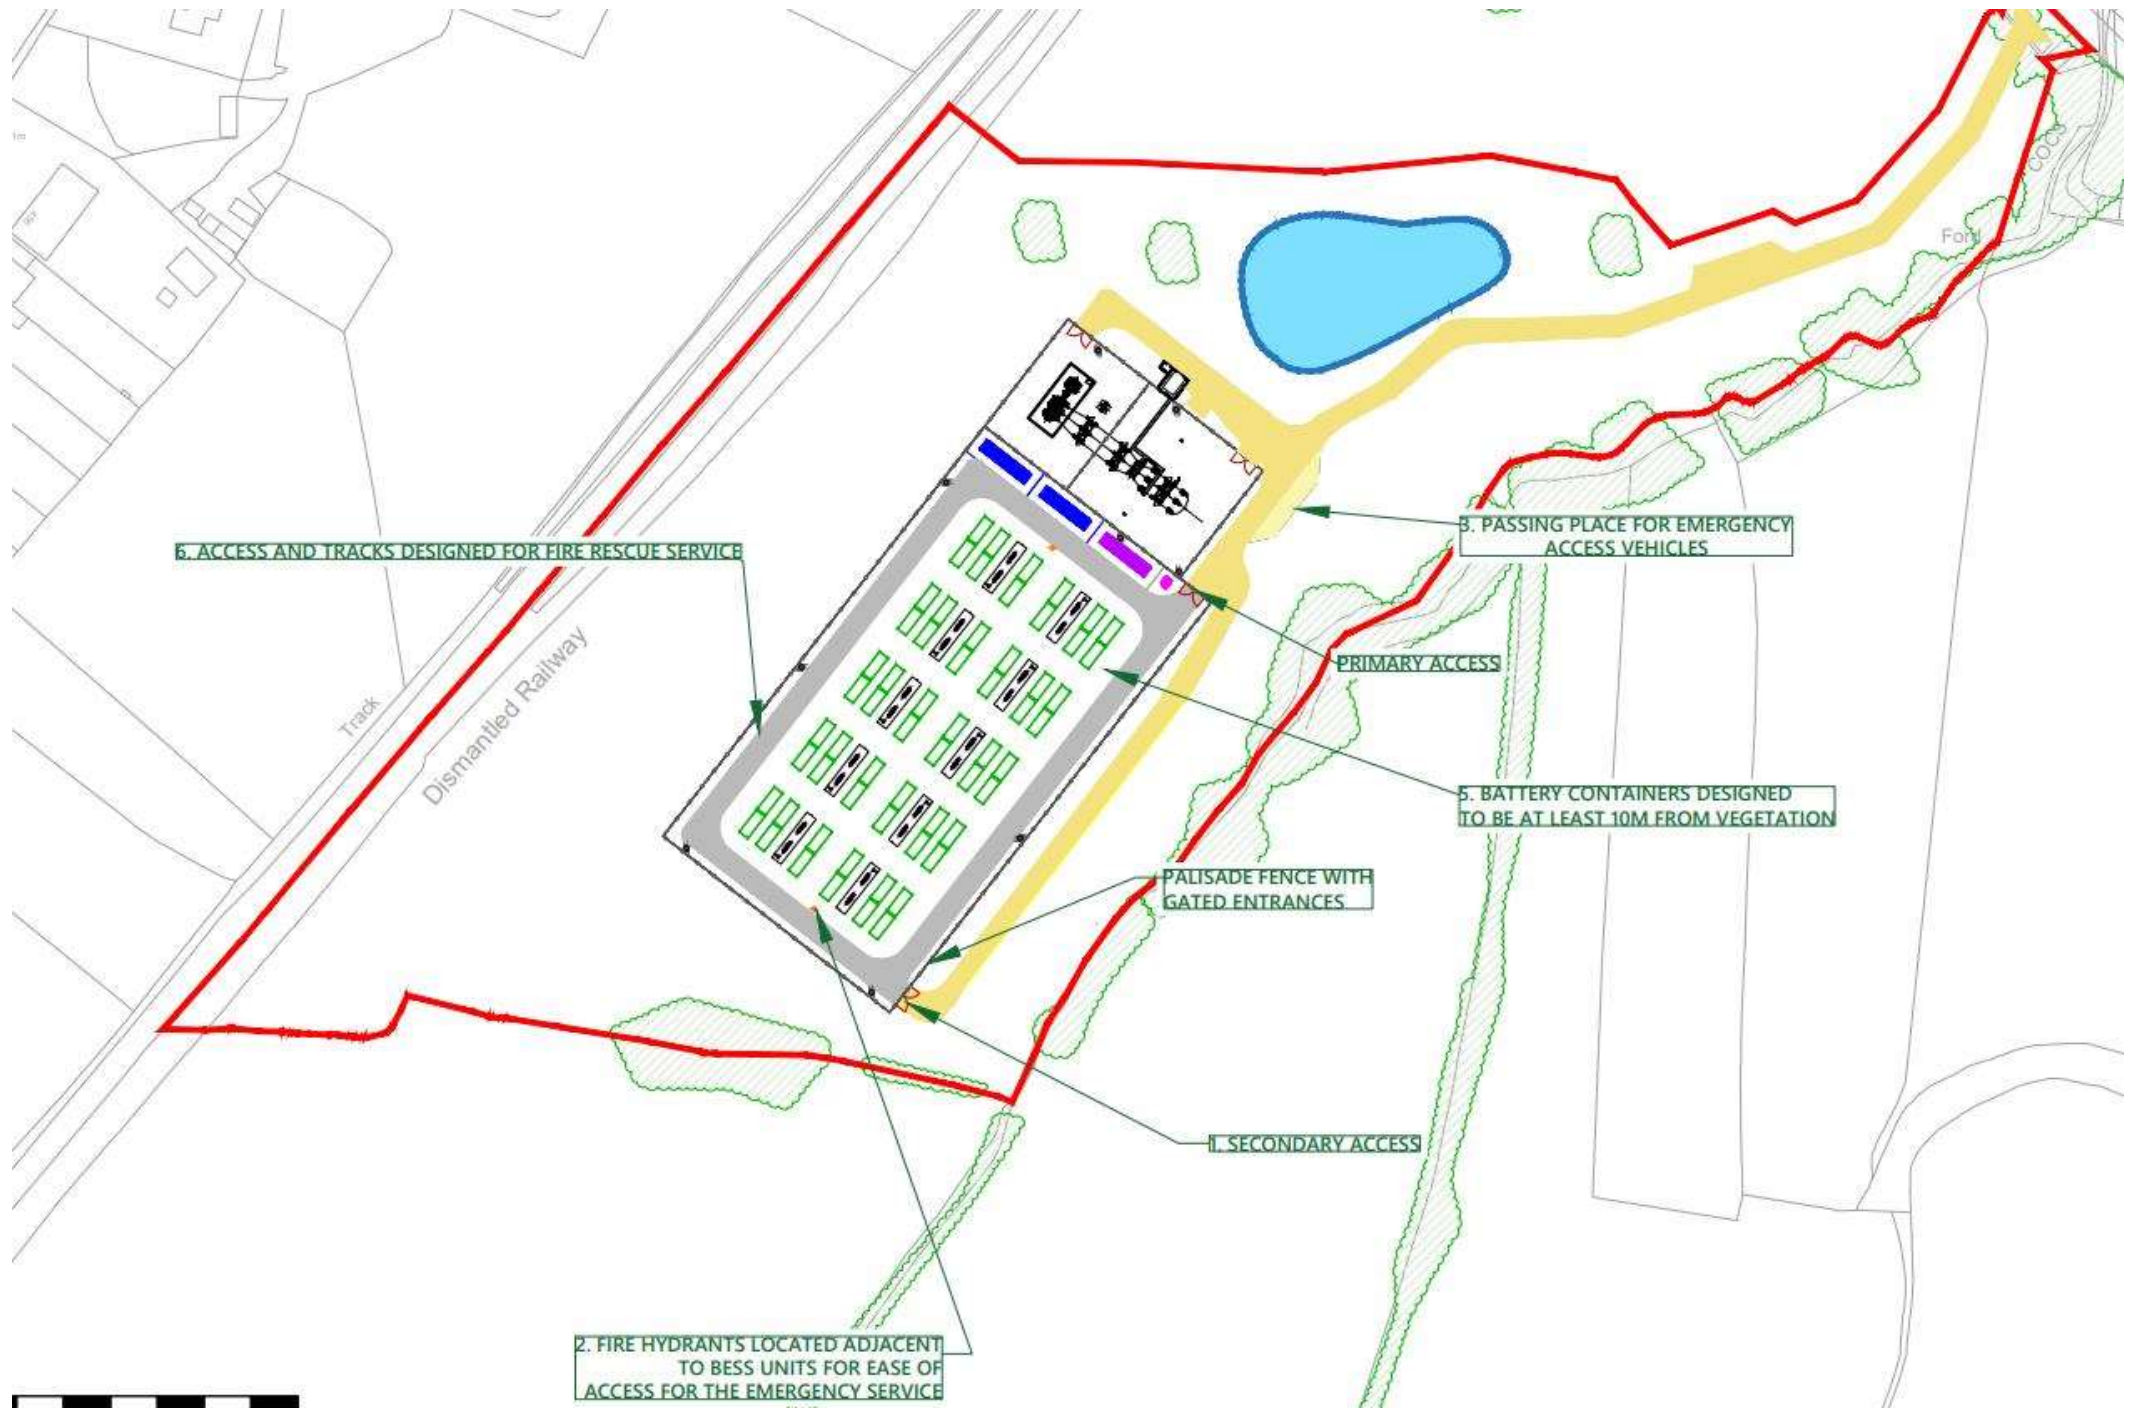 Ford
3. PASSING PLACE FOR EMERGENCY
ACCESS VEHICLES
6. ACCESS AND TRACKS DESIGNED FOR FIRE RESCUE SERVICE
PRIMARY ACCESS
Track
Dismantled Railway
5. BATTERY CONTAINERS DESIGNED
TO BE AT LEAST 10M FROM VEGETATION
PALISADE FENCE WITH
GATED ENTRANCES
1. SECONDARY ACCESS
2. FIRE HYDRANTS LOCATED ADJACENT
TO BESS UNITS FOR EASE OF
ACCESS FOR THE EMERGENCY SERVICE